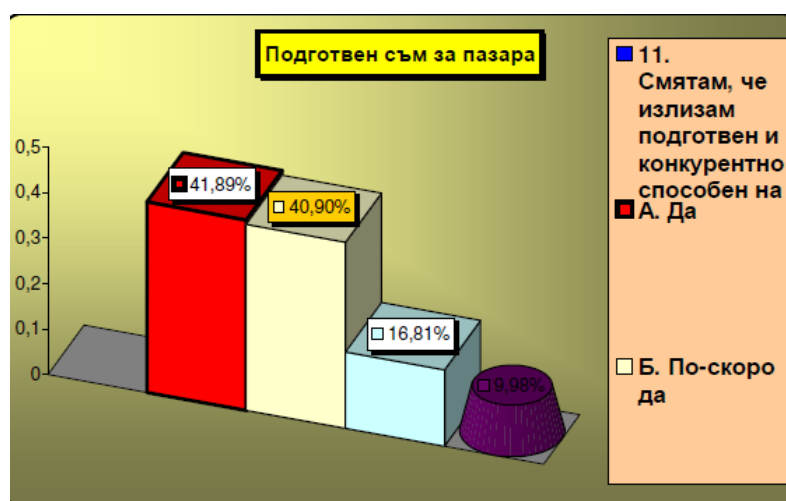 Подготвен съм за пазара
0,5
0,4
0,3
0,2
0,1
0
41,89%
40,90%
16,81%
9,98%
11.
Смятам, че
излизам
подготвен и
конкурентно
способен на
А. Да
Б. По-скоро
да